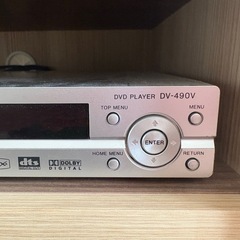 DVD PLAYER DV-490V
TOP MENU
MENU
ENTER
HOME MENU
RETURN
dts
DOLBY
DIGITAL